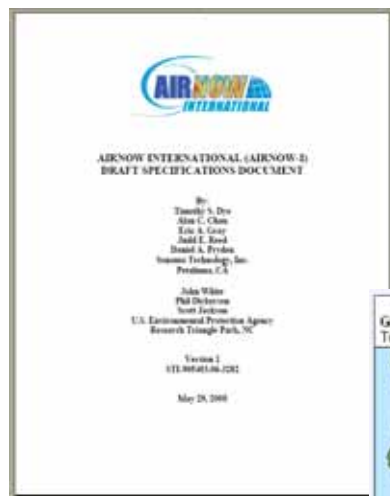 AIRNOW
INTERNATIONAL
AIRNOW INTERNATIONAL (AIRNOW-I)
DRAFT SPECIFICATIONS DOCUMENT
By:
Timothy S. Dye
Alan C. Chan
Eric A. Gray
Judd E. Reed
Daniel A. Pryden
Sonoma Technology, Inc.
Petaluma, CA
John White
Phil Dickerson
Scott Jackson
U.S. Environmental Protection Agency
Research Triangle Park, NC
Version 2
May 29, 2008
G